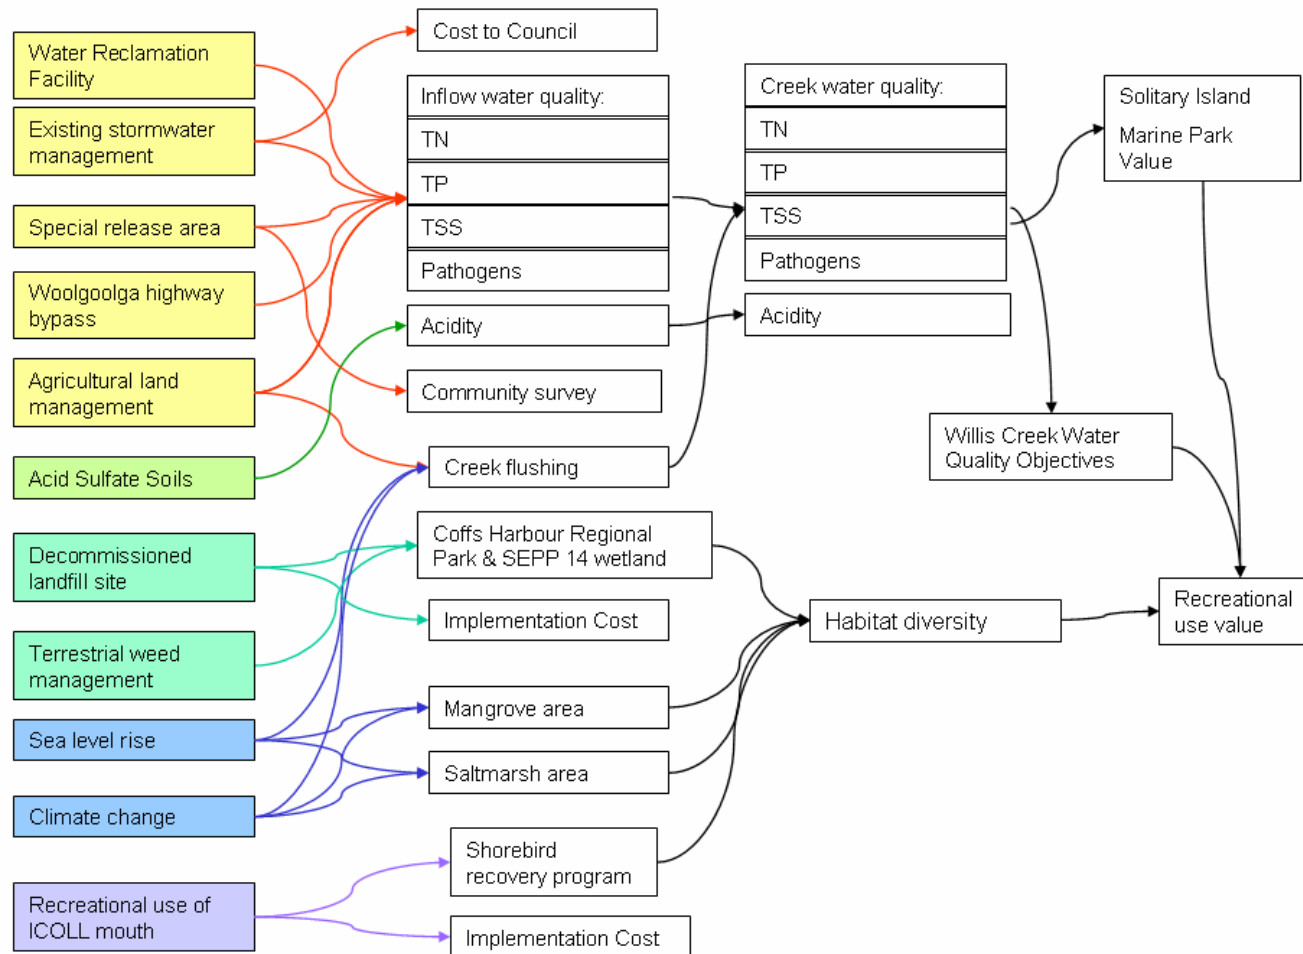 Water Reclamation
Facility
Existing stormwater
management
Special release area
Woolgoolga highway
bypass
Agricultural land
management
Acid Sulfate Soils
Decommissioned
landfill site
Terrestrial weed
management
Sea level rise
Climate change
Recreational use of
ICOLL mouth
Cost to Council
Inflow water quality:
TN
TP
TSS
Pathogens
Acidity
Community survey
Creek flushing
Coffs Harbour Regional
Park & SEPP 14 wetland
Implementation Cost
Mangrove area
Saltmarsh area
Shorebird
recovery program
Implementation Cost
Creek water quality:
TN
TP
TSS
Pathogens
Acidity
Habitat diversity
Solitary Island
Marine Park
Value
Willis Creek Water
Quality Objectives
Recreational
use value